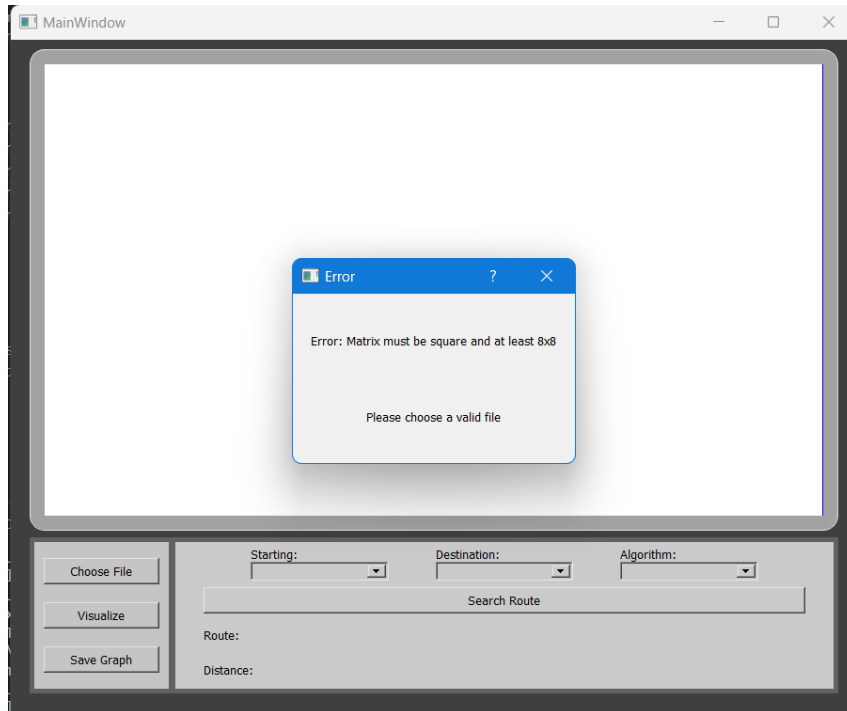 MainWindow
Error
?
Error: Matrix must be square and at least 8x8
Please choose a valid file
Choose File
Visualize
Save Graph
Starting:
Destination:
Algorithm:
Search Route
Route:
Distance: